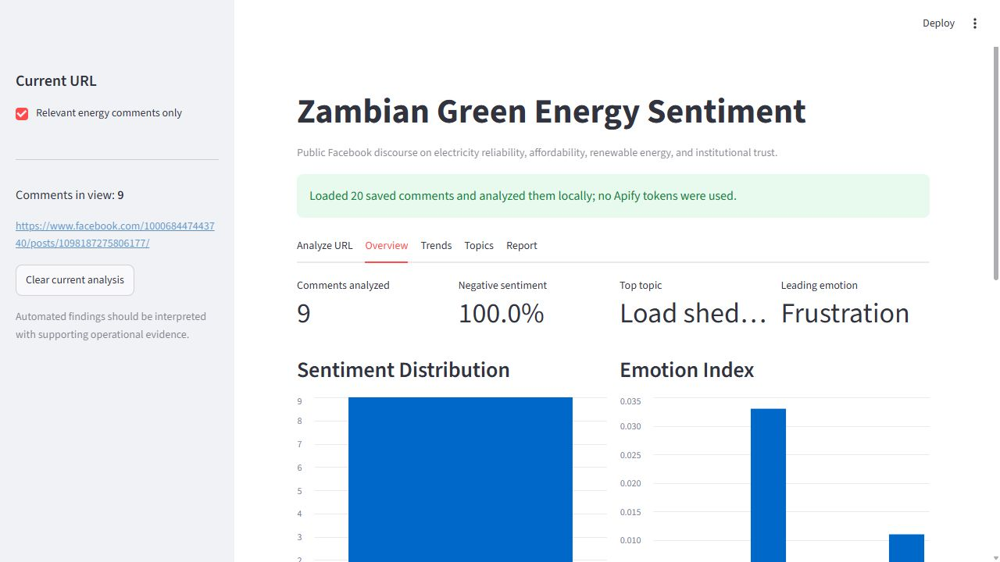 Deploy
Current URL
Relevant energy comments only
Comments in view: 9
https://www.facebook.com/1000684474437
40/posts/1098187275806177/
Clear current analysis
Automated findings should be interpreted
with supporting operational evidence.
Zambian Green Energy Sentiment
Public Facebook discourse on electricity reliability, affordability, renewable energy, and institutional trust.
Loaded 20 saved comments and analyzed them locally; no Apify tokens were used.
Analyze URL Overview Trends Topics Report
Comments analyzed Negative sentiment Top topic Leading emotion
9 100.0% Load shed… Frustration
Sentiment Distribution
9
8
7
6
5
4
3
2
Emotion Index
0.035
0.030
0.025
0.020
0.015
0.010